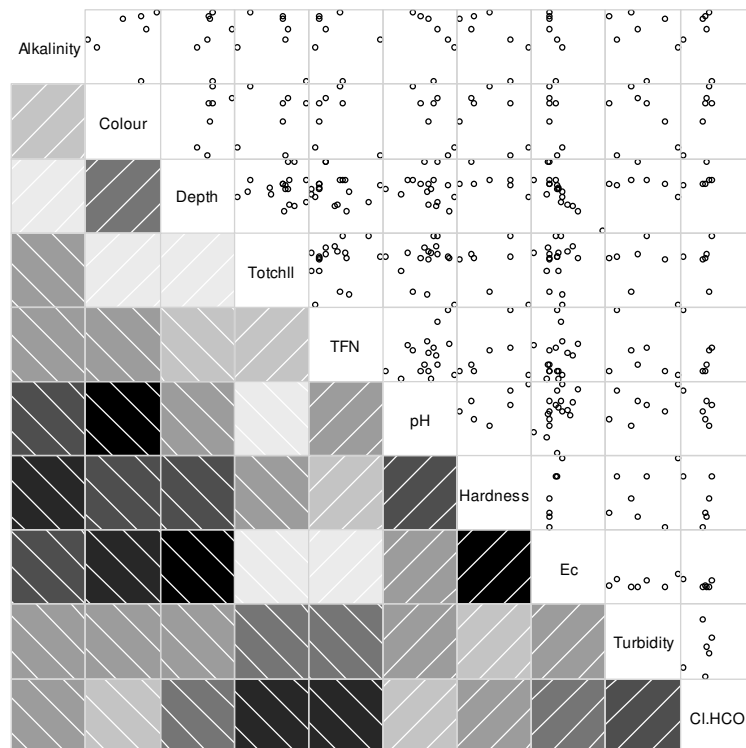 Alkalinity
Colour
Depth
Totchll
TFN
pH
Hardness
Ec
Turbidity
Cl.HCO